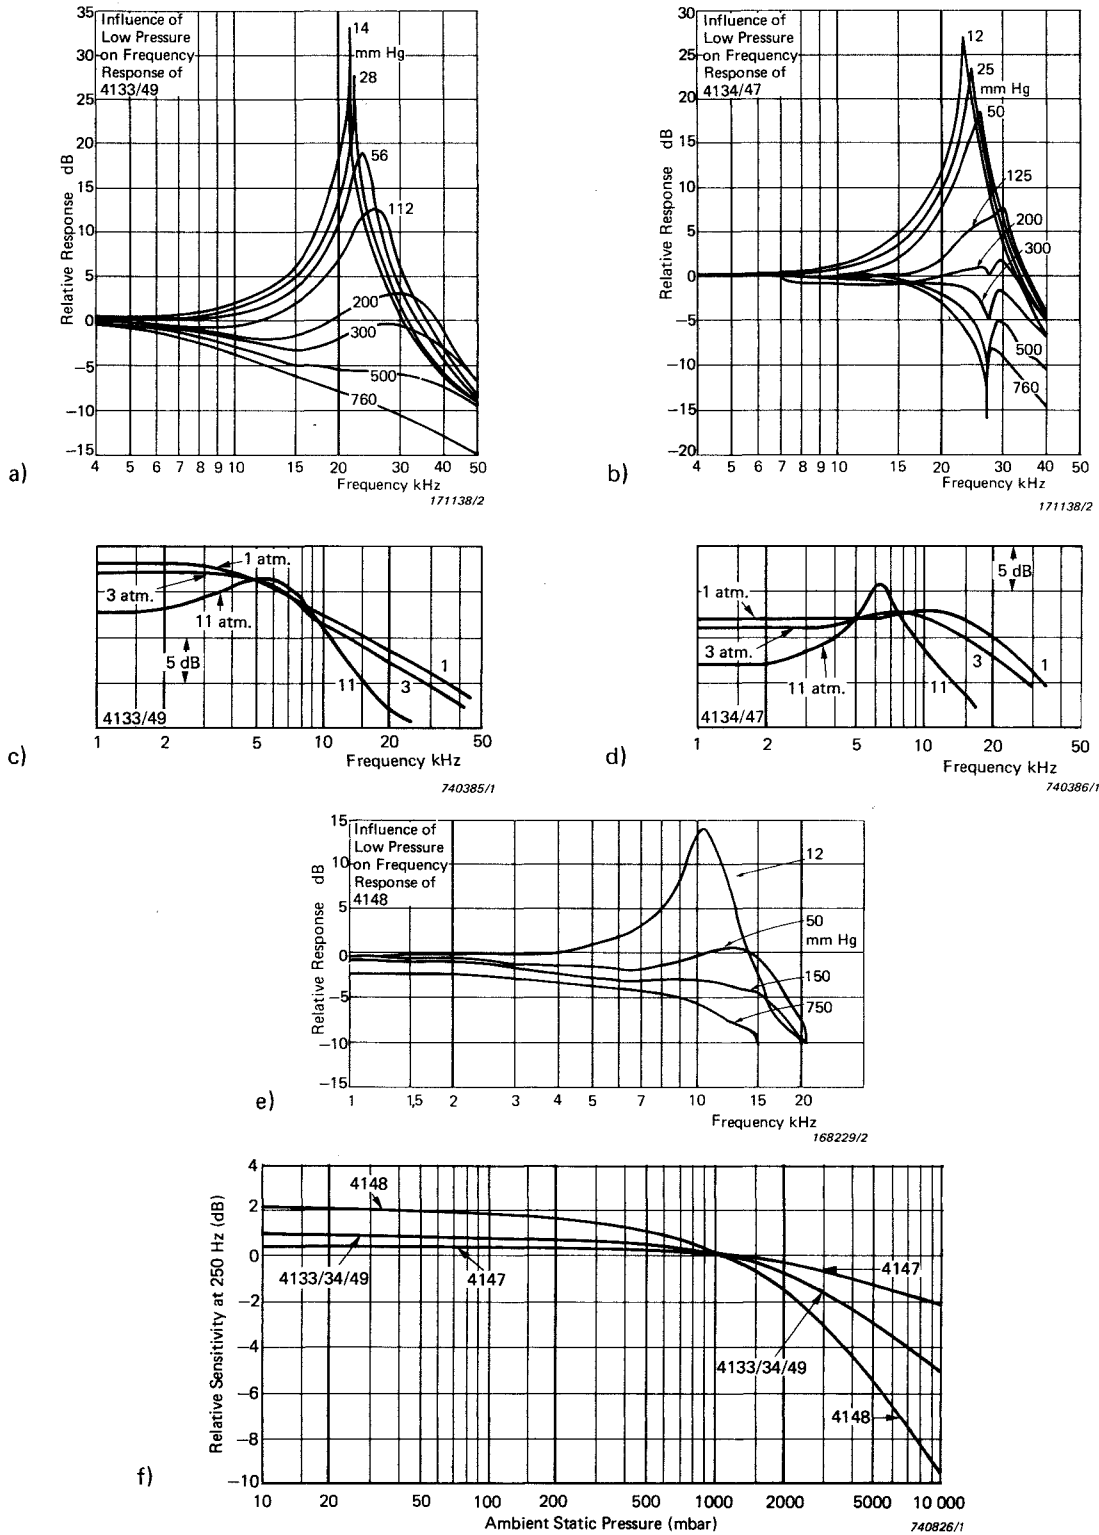 Influence of
Low Pressure
on Frequency
Response of
4133/49
Relative Response dB
35
30
25
20
15
10
5
0
−5
−10
−15
14
mm Hg
28
56
112
200
300
500
760
4 5 6 7 8 9 10 15 20 30 40 50
Frequency kHz
171138/2
a)
Influence of
Low Pressure
on Frequency
Response of
4134/47
Relative Response dB
30
25
20
15
10
5
0
−5
−10
−15
−20
12
25
mm Hg
50
125
200
300
500
760
4 5 6 7 8 9 10 15 20 30 40 50
Frequency kHz
171138/2
b)
1 atm.
3 atm.
11 atm.
5 dB
11
3
1
4133/49
1 2 5 10 20 50
Frequency kHz
740385/1
c)
5 dB
1 atm.
3 atm.
11 atm.
11
3
1
4134/47
1 2 5 10 20 50
Frequency kHz
740386/1
d)
Influence of
Low Pressure
on Frequency
Response of
4148
Relative Response dB
15
10
5
0
−5
−10
−15
12
50
mm Hg
150
750
1 1,5 2 3 4 5 7 10 15 20
Frequency kHz
168229/2
e)
Relative Sensitivity at 250 Hz (dB)
4
2
0
−2
−4
−6
−8
−10
4148
4133/34/49
4147
4147
4133/34/49
4148
10 20 50 100 200 500 1000 2000 5000 10 000
Ambient Static Pressure (mbar)
740826/1
f)